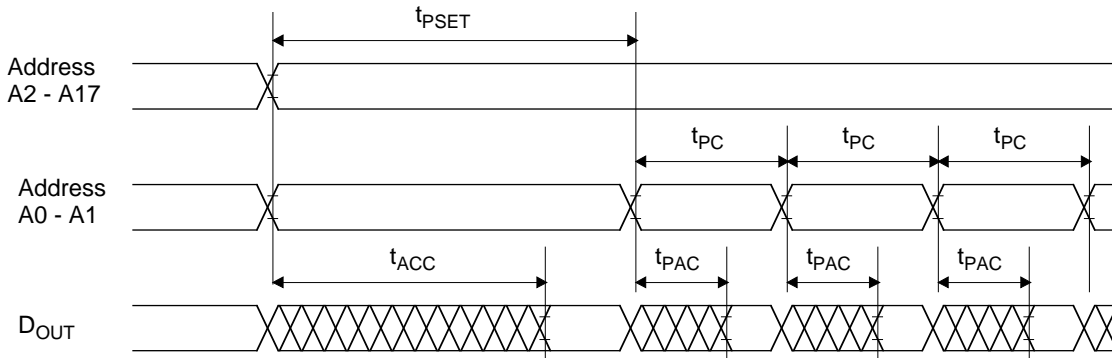 tPSET
Address
A2 - A17
tPC tPC tPC
Address
A0 - A1
tACC tPAC tPAC tPAC
DOUT